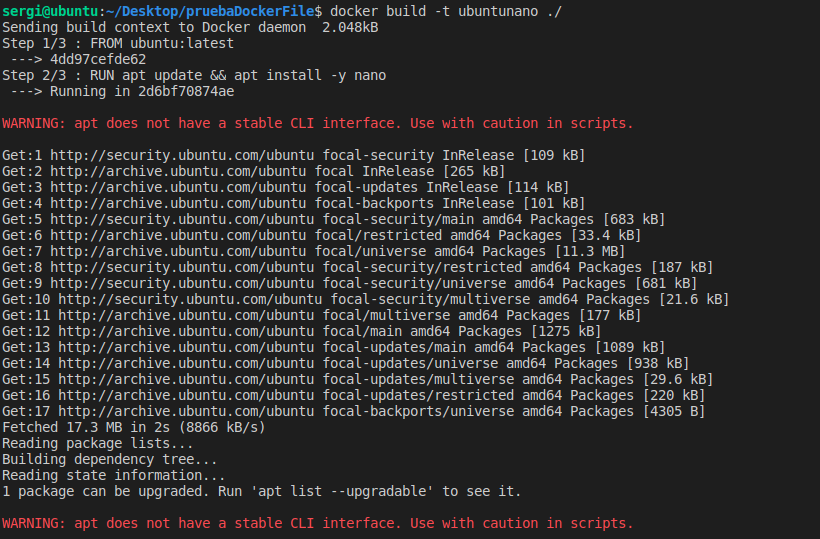 sergi@ubuntu:~/Desktop/pruebaDockerFile$ docker build -t ubuntunano ./
Sending build context to Docker daemon  2.048kB
Step 1/3 : FROM ubuntu:latest
 ---> 4dd97cefde62
Step 2/3 : RUN apt update && apt install -y nano
 ---> Running in 2d6bf70874ae
WARNING: apt does not have a stable CLI interface. Use with caution in scripts.
Get:1 http://security.ubuntu.com/ubuntu focal-security InRelease [109 kB]
Get:2 http://archive.ubuntu.com/ubuntu focal InRelease [265 kB]
Get:3 http://archive.ubuntu.com/ubuntu focal-updates InRelease [114 kB]
Get:4 http://archive.ubuntu.com/ubuntu focal-backports InRelease [101 kB]
Get:5 http://security.ubuntu.com/ubuntu focal-security/main amd64 Packages [683 kB]
Get:6 http://archive.ubuntu.com/ubuntu focal/restricted amd64 Packages [33.4 kB]
Get:7 http://archive.ubuntu.com/ubuntu focal/universe amd64 Packages [11.3 MB]
Get:8 http://security.ubuntu.com/ubuntu focal-security/restricted amd64 Packages [187 kB]
Get:9 http://security.ubuntu.com/ubuntu focal-security/universe amd64 Packages [681 kB]
Get:10 http://security.ubuntu.com/ubuntu focal-security/multiverse amd64 Packages [21.6 kB]
Get:11 http://archive.ubuntu.com/ubuntu focal/multiverse amd64 Packages [177 kB]
Get:12 http://archive.ubuntu.com/ubuntu focal/main amd64 Packages [1275 kB]
Get:13 http://archive.ubuntu.com/ubuntu focal-updates/main amd64 Packages [1089 kB]
Get:14 http://archive.ubuntu.com/ubuntu focal-updates/universe amd64 Packages [938 kB]
Get:15 http://archive.ubuntu.com/ubuntu focal-updates/multiverse amd64 Packages [29.6 kB]
Get:16 http://archive.ubuntu.com/ubuntu focal-updates/restricted amd64 Packages [220 kB]
Get:17 http://archive.ubuntu.com/ubuntu focal-backports/universe amd64 Packages [4305 B]
Fetched 17.3 MB in 2s (8866 kB/s)
Reading package lists...
Building dependency tree...
Reading state information...
1 package can be upgraded. Run 'apt list --upgradable' to see it.
WARNING: apt does not have a stable CLI interface. Use with caution in scripts.